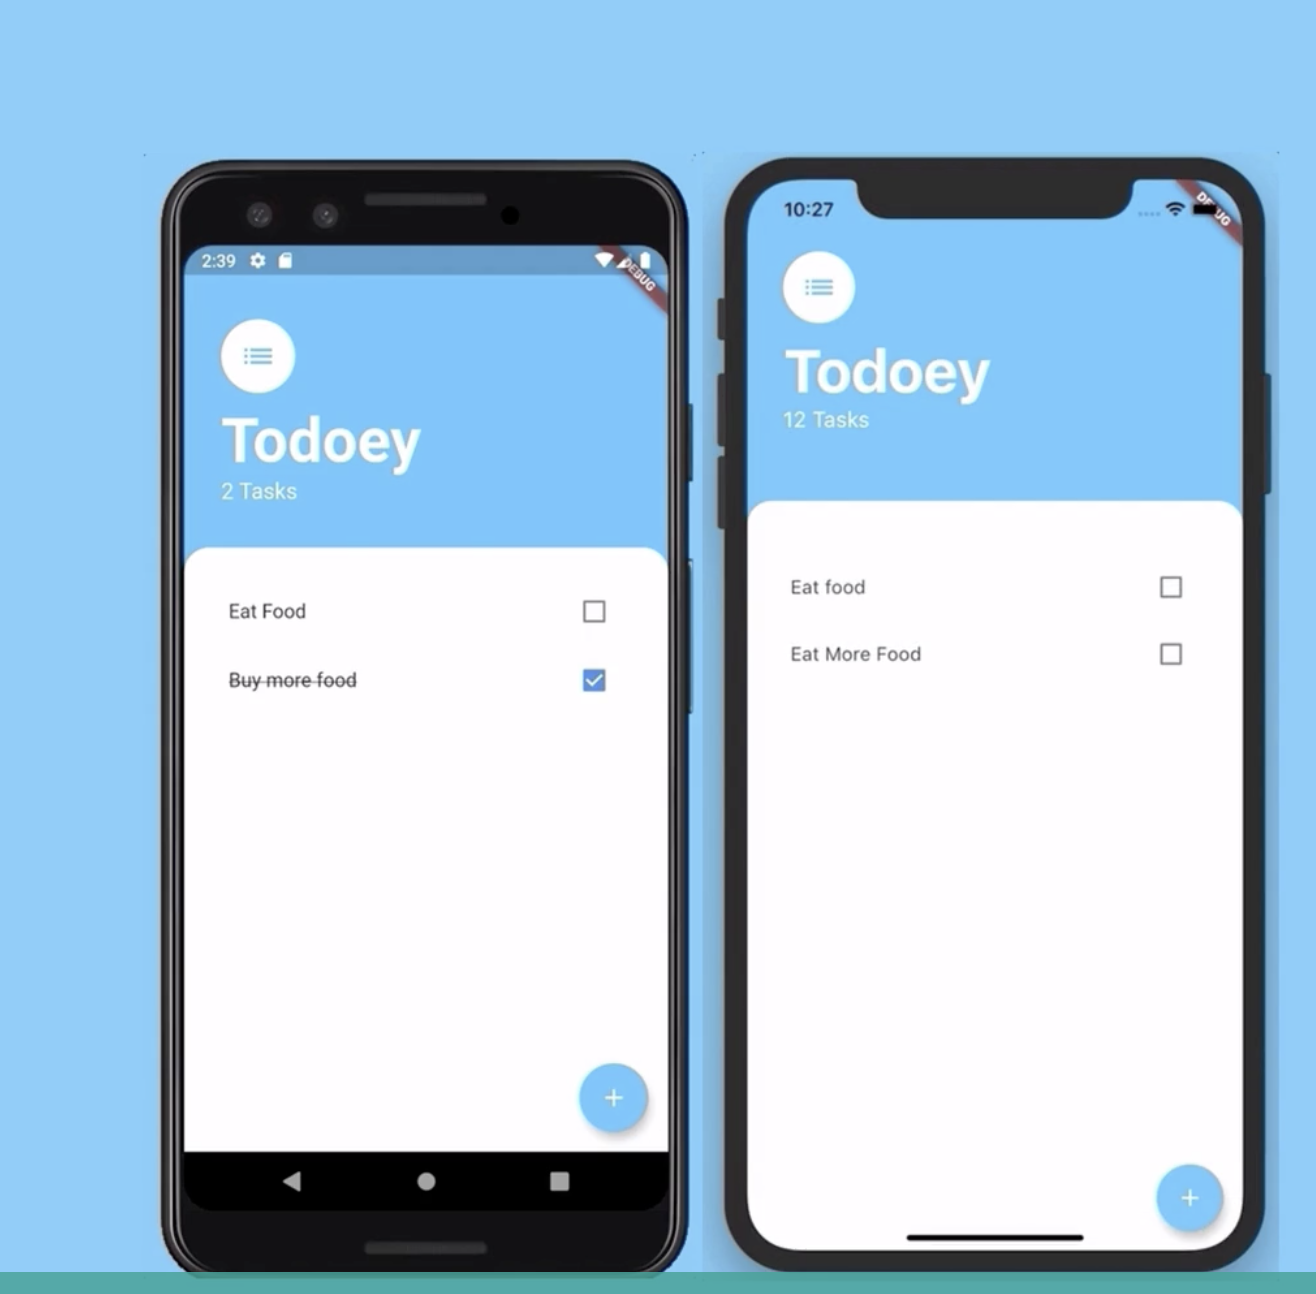 2:39
DEBUG
Todoey
2 Tasks
Eat Food
Buy more food
10:27
DEBUG
Todoey
12 Tasks
Eat food
Eat More Food